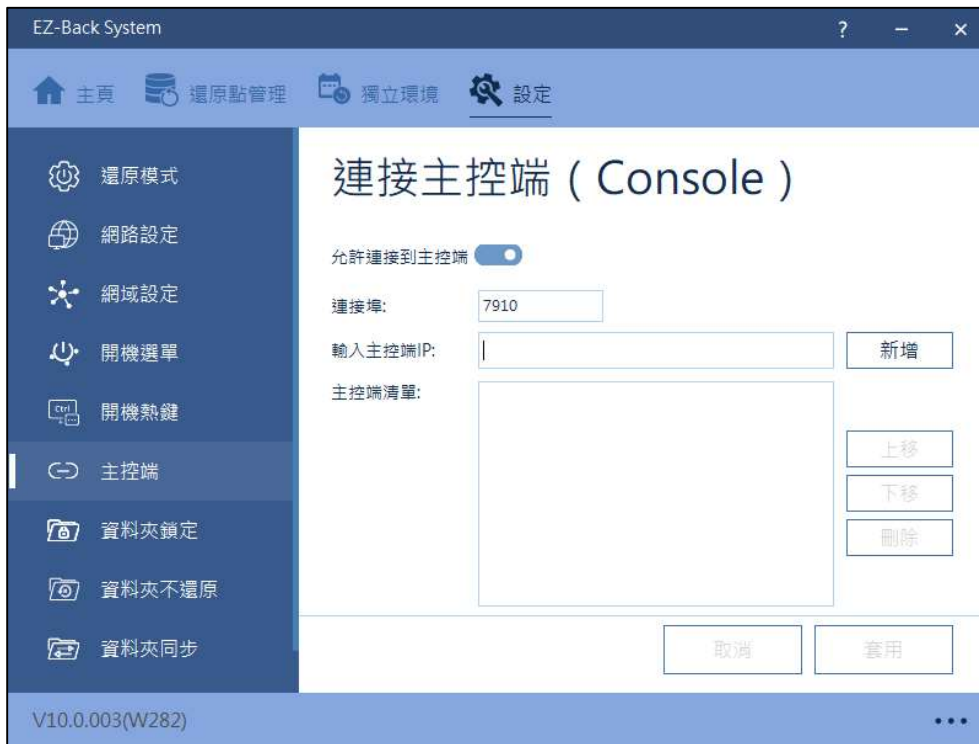 EZ-Back System
?
主頁 還原點管理 獨立環境 設定
還原模式
網路設定
網域設定
開機選單
Ctrl
開機熱鍵
主控端
資料夾鎖定
資料夾不還原
資料夾同步
連接主控端（Console）
允許連接到主控端
連接埠: 7910
輸入主控端IP: 新增
主控端清單:
上移
下移
刪除
取消 套用
V10.0.003(W282)